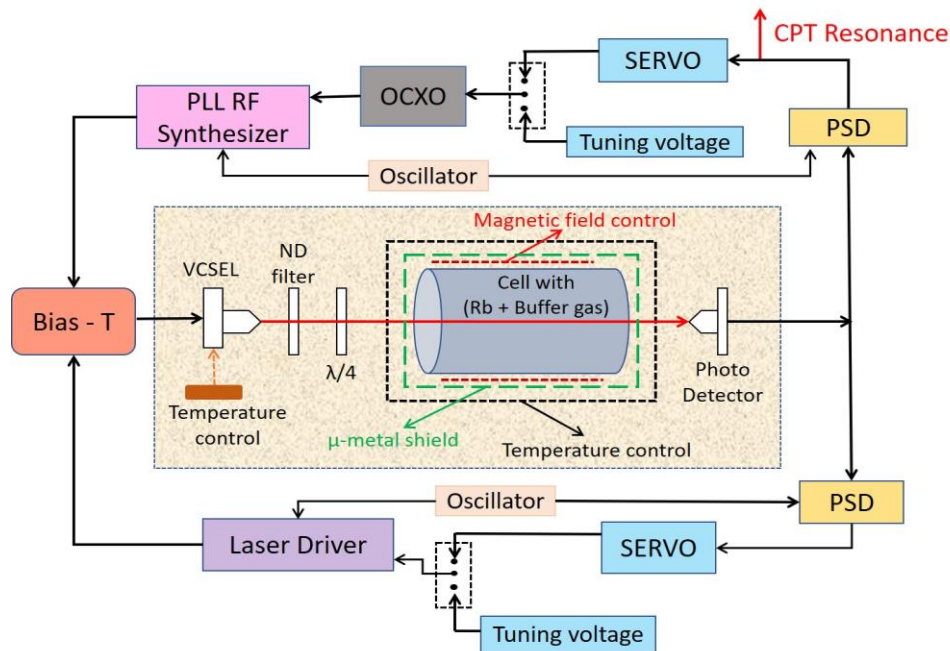 CPT Resonance
SERVO
OCXO
PLL RF
Synthesizer
Tuning voltage
PSD
Oscillator
Magnetic field control
ND
filter
VCSEL
Cell with
(Rb + Buffer gas)
Bias - T
λ/4
Photo
Detector
Temperature
control
μ-metal shield
Temperature control
Oscillator
PSD
Laser Driver
SERVO
Tuning voltage